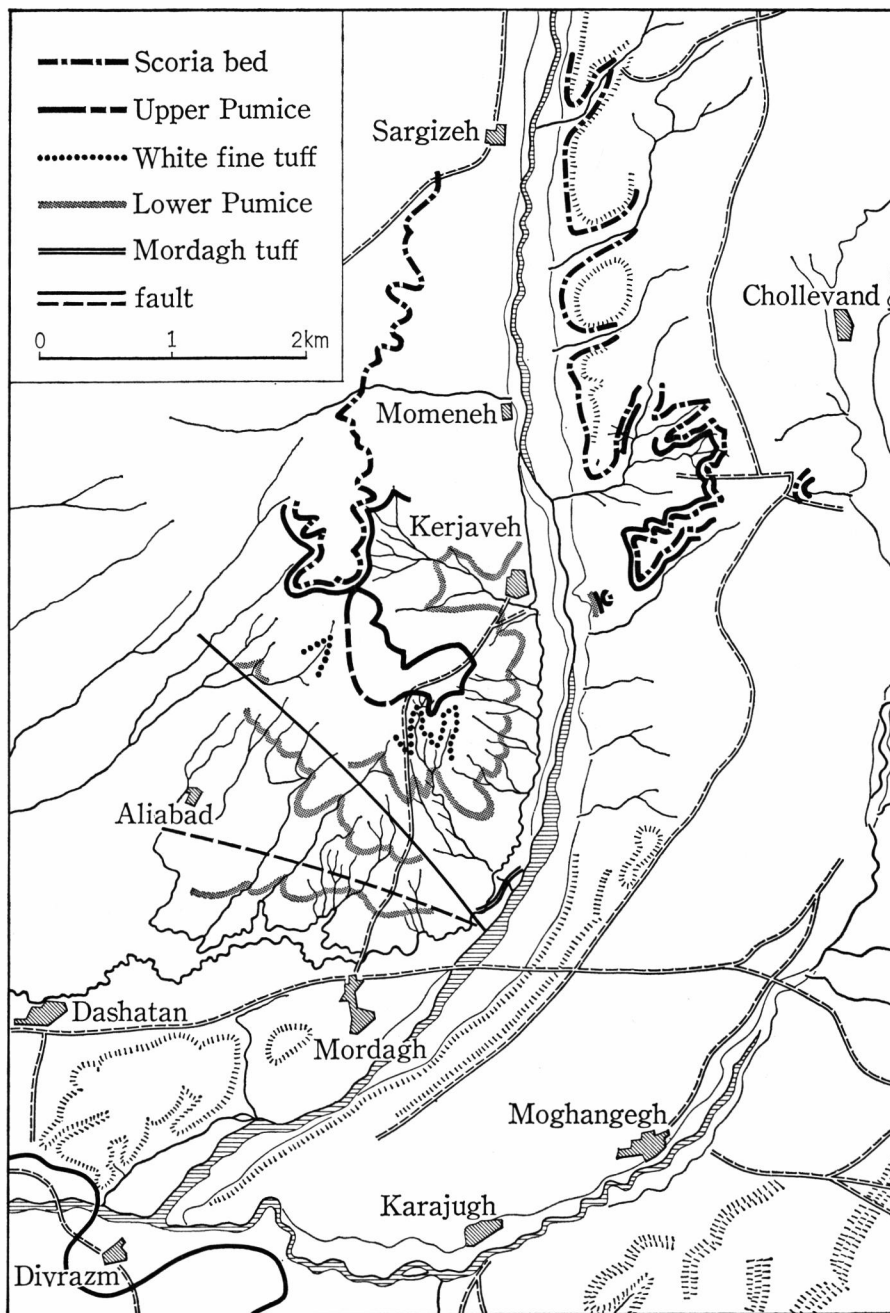 Scoria bed
Upper Pumice
White fine tuff
Lower Pumice
Mordagh tuff
fault
0 1 2km
Sargizeh
Chollevand
Momeneh
Kerjaveh
Aliabad
Dashatan
Mordagh
Moghangegh
Karajugh
Divrazm